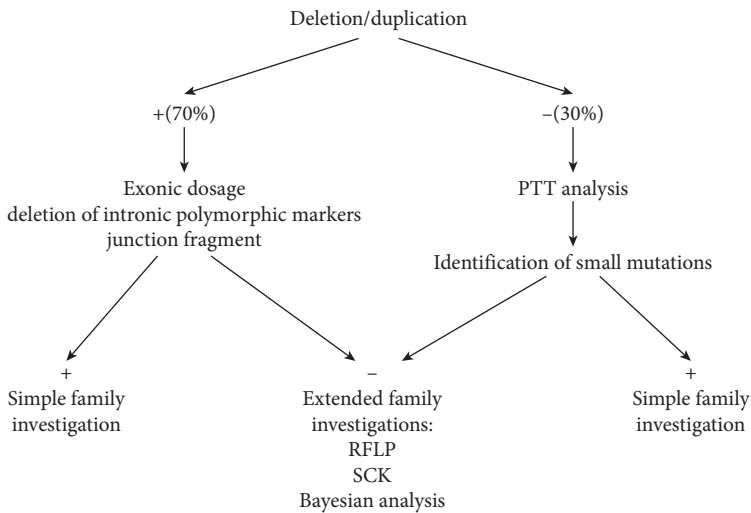 Deletion/duplication
+(70%)
–(30%)
Exonic dosage
deletion of intronic polymorphic markers
junction fragment
PTT analysis
Identification of small mutations
+
Simple family
investigation
–
Extended family
investigations:
RFLP
SCK
Bayesian analysis
+
Simple family
investigation